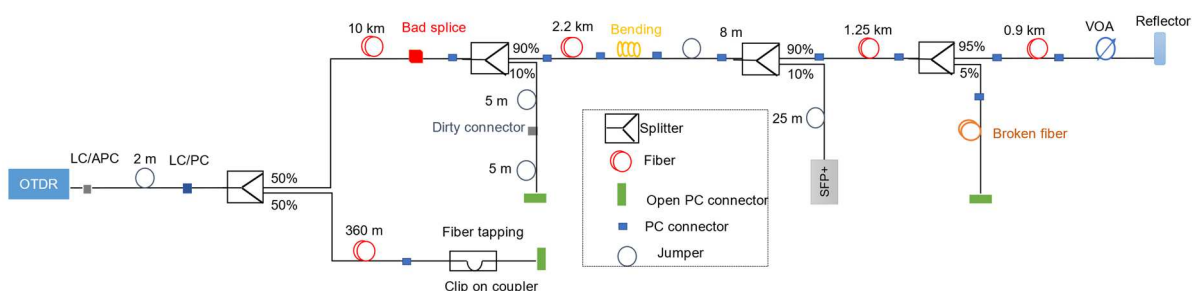 10 km
Bad splice
90%
10%
2.2 km
Bending
8 m
90%
10%
1.25 km
95%
5%
0.9 km
VOA
Reflector
5 m
Dirty connector
5 m
25 m
SFP+
Broken fiber
OTDR
LC/APC
2 m
LC/PC
50%
50%
360 m
Fiber tapping
Clip on coupler
Splitter
Fiber
Open PC connector
PC connector
Jumper